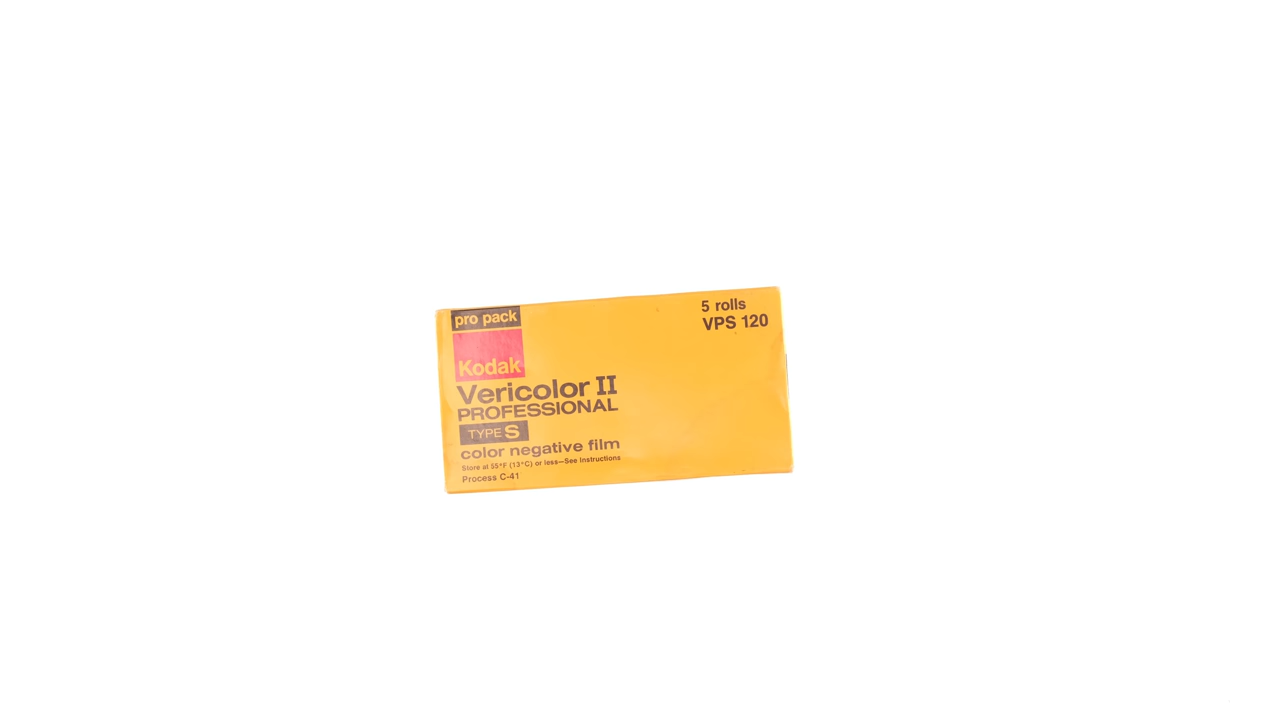 pro pack
5 rolls
VPS 120
Kodak
Vericolor II
PROFESSIONAL
TYPE S
color negative film
Store at 55°F (13°C) or less—See Instructions
Process C-41